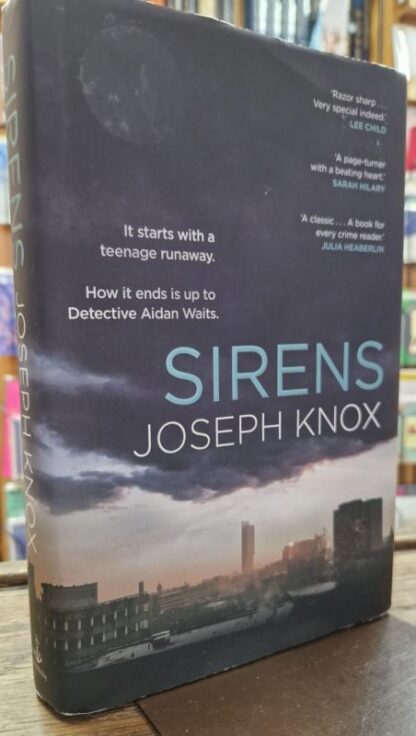 'Razor sharp . . .
Very special indeed.'
LEE CHILD
'A page-turner
with a beating heart.'
SARAH HILARY
'A classic . . . A book for
every crime reader.'
JULIA HEABERLIN
It starts with a
teenage runaway.
How it ends is up to
Detective Aidan Waits.
SIRENS
JOSEPH KNOX
SIRENS JOSEPH KNOX